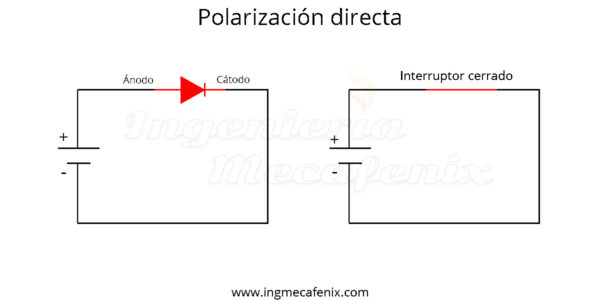 Polarización directa
Ánodo
Cátodo
Interruptor cerrado
+
-
+
-
Ingeniería
Mecafenix
www.ingmecafenix.com